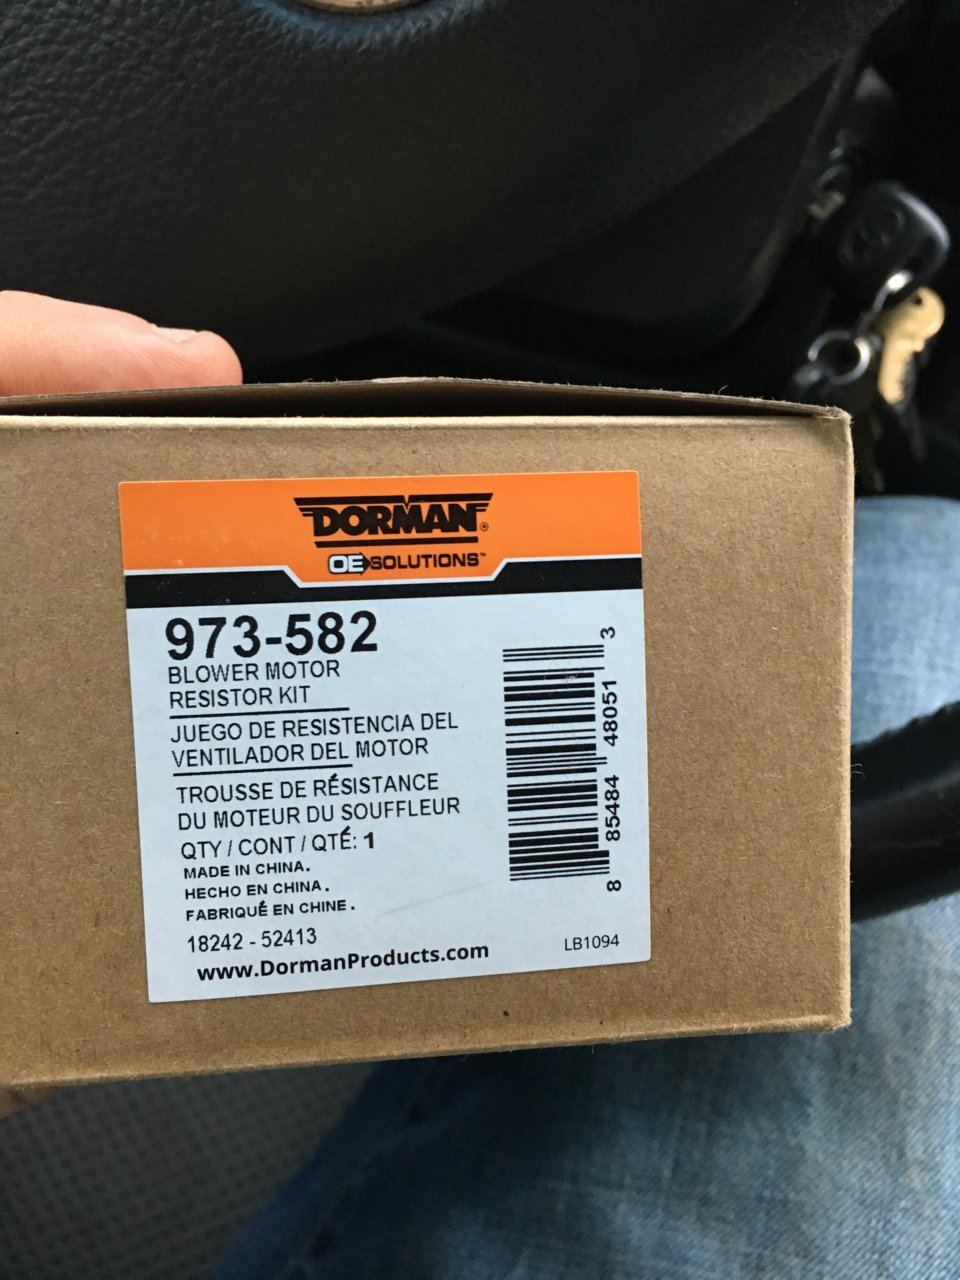 DORMAN®
OE SOLUTIONS™
973-582
BLOWER MOTOR
RESISTOR KIT
JUEGO DE RESISTENCIA DEL
VENTILADOR DEL MOTOR
TROUSSE DE RÉSISTANCE
DU MOTEUR DU SOUFFLEUR
QTY / CONT / QTÉ: 1
MADE IN CHINA.
HECHO EN CHINA.
FABRIQUÉ EN CHINE.
18242 - 52413
www.DormanProducts.com
LB1094
8 85484 48051 3